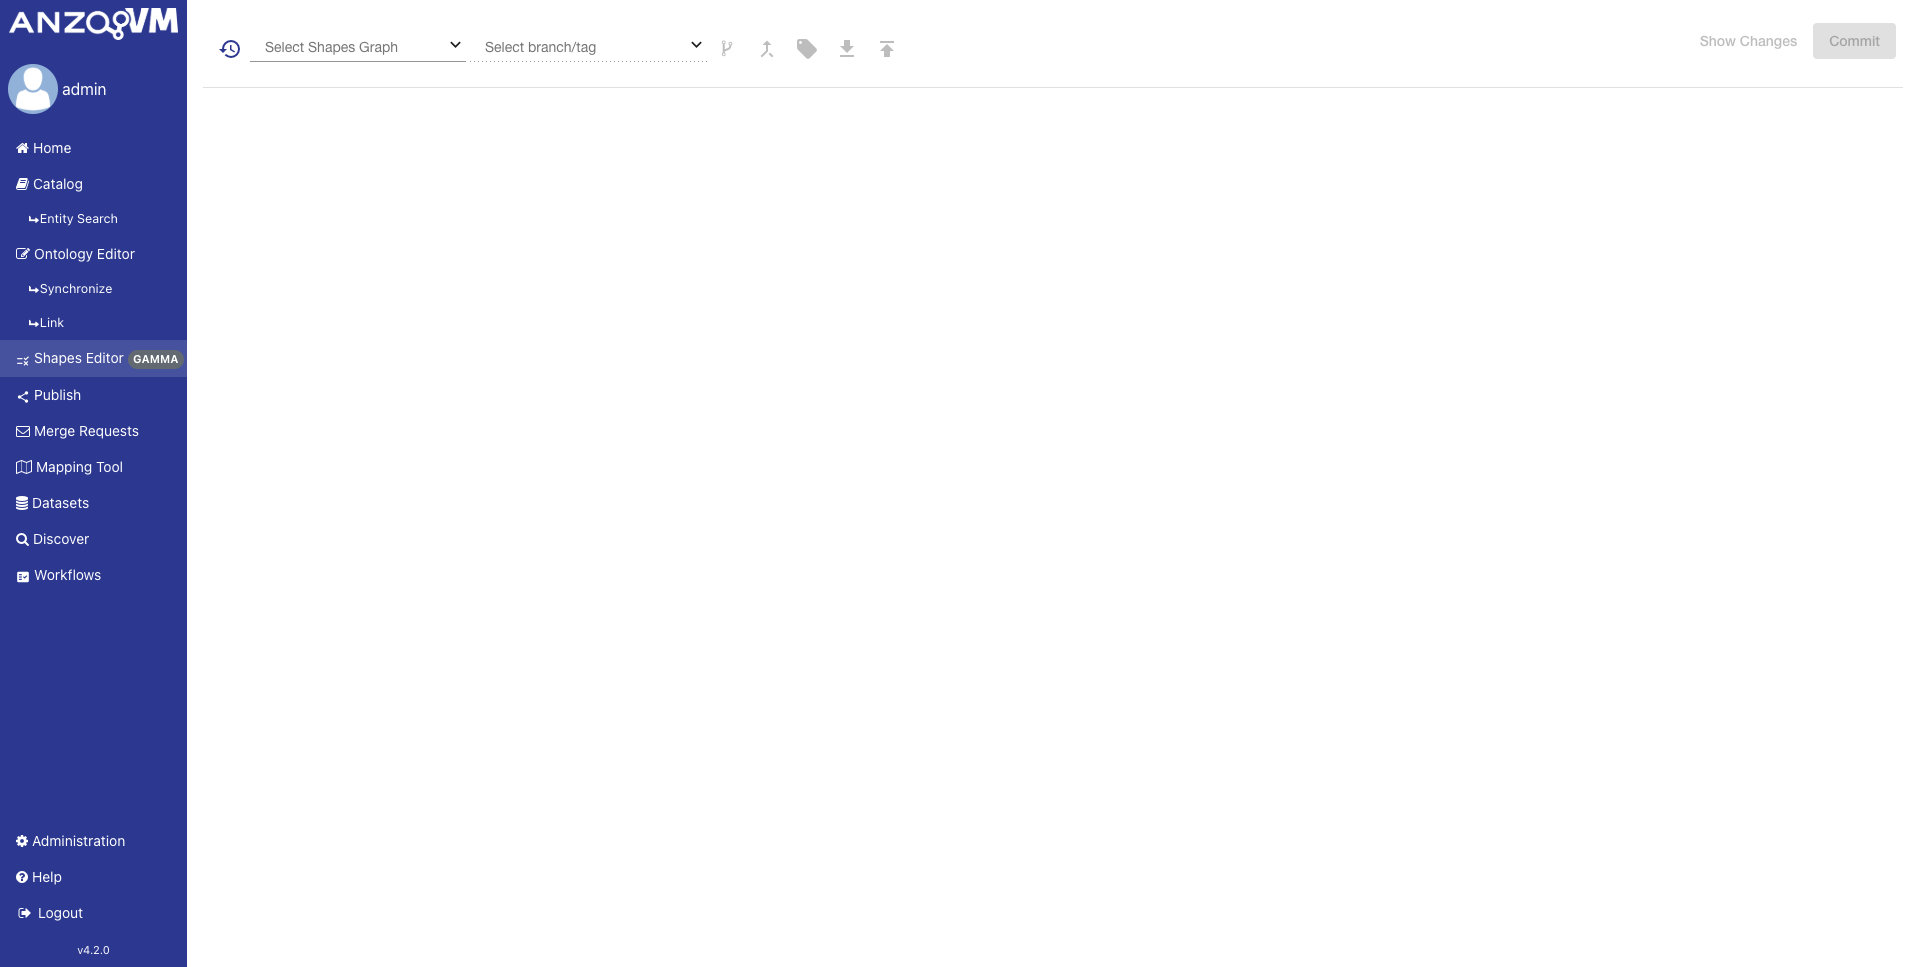 ANZOVM
admin
Home
Catalog
Entity Search
Ontology Editor
Synchronize
Link
Shapes Editor GAMMA
Publish
Merge Requests
Mapping Tool
Datasets
Discover
Workflows
Administration
Help
Logout
v4.2.0
Select Shapes Graph
Select branch/tag
Show Changes
Commit